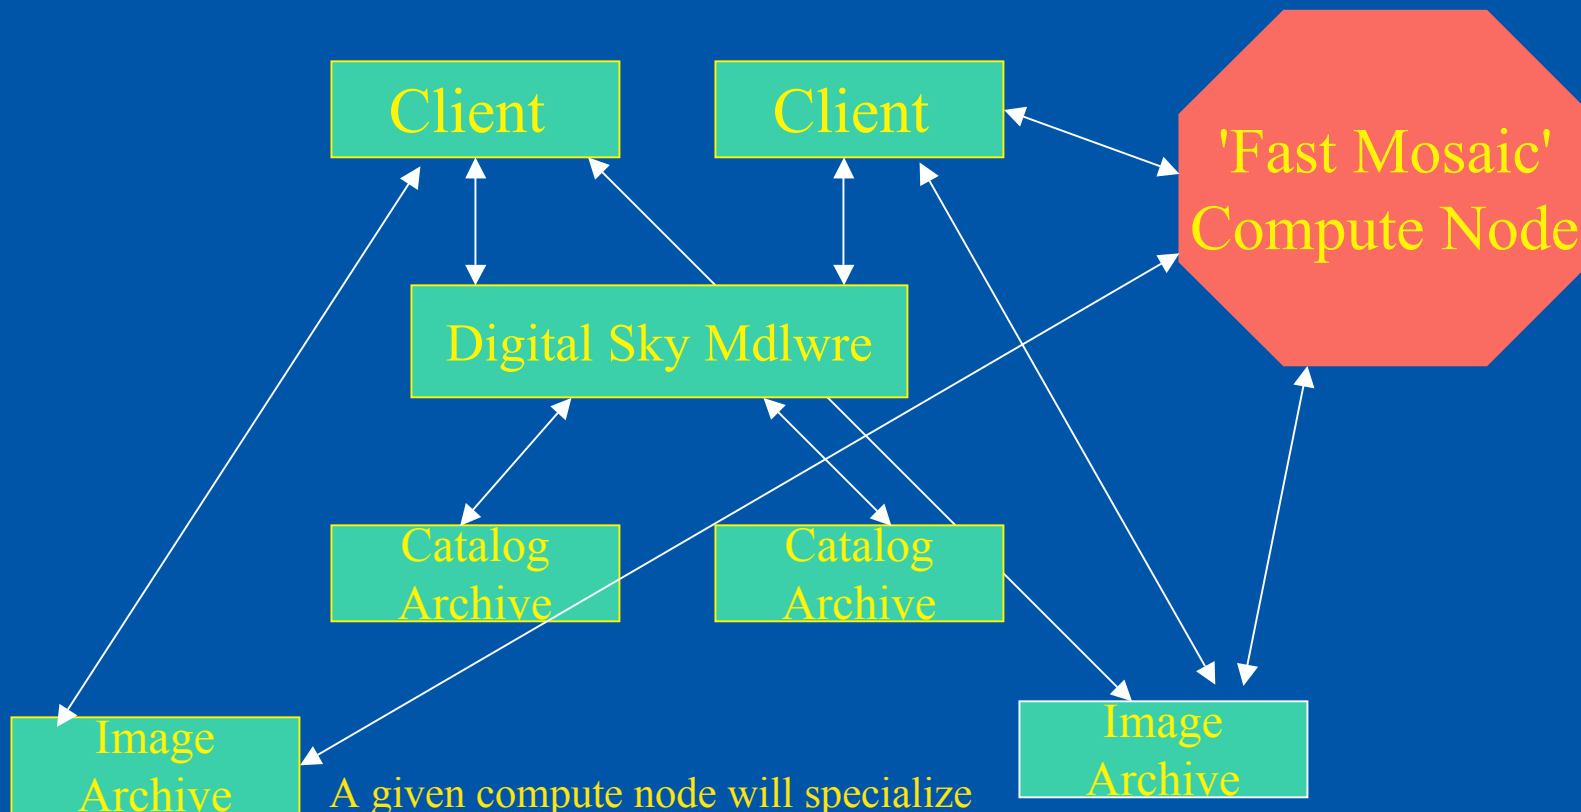 Client
Client
'Fast Mosaic'
Compute Node
Digital Sky Mdlwre
Catalog
Archive
Catalog
Archive
Image
Archive
Image
Archive
A given compute node will specialize